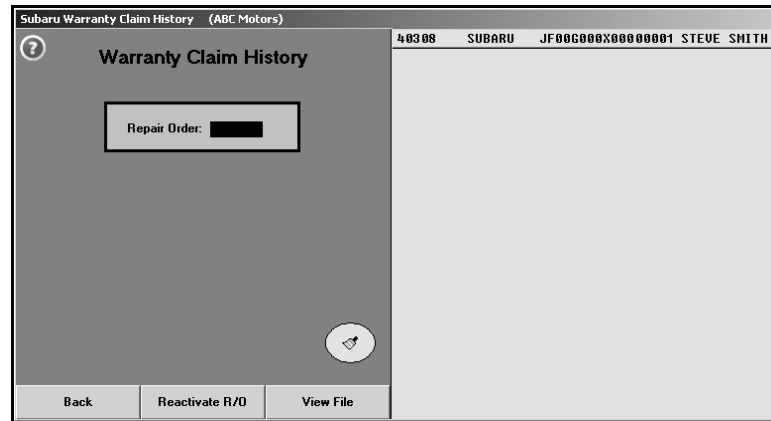 Subaru Warranty Claim History (ABC Motors)
?
Warranty Claim History
Repair Order:
Back Reactivate R/O View File
40308 SUBARU JF00G000X00000001 STEVE SMITH